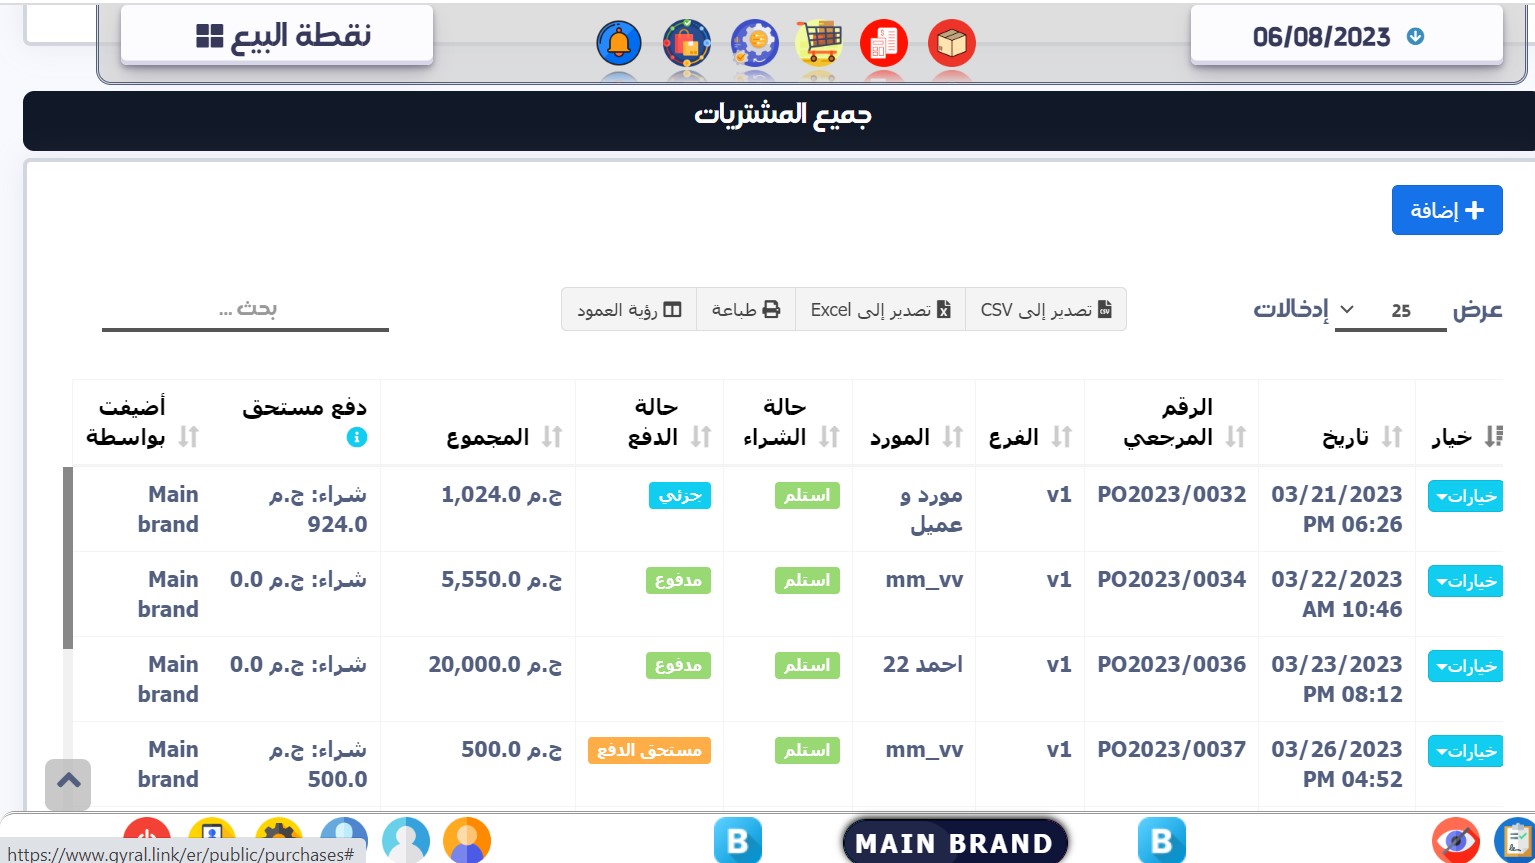 نقطة البيع
06/08/2023
جميع المشتريات
إضافة
عرض 25 إدخالات
تصدير إلى CSV
تصدير إلى Excel
طباعة
رؤية العمود
بحث ...
خيار
تاريخ
الرقم المرجعي
الفرع
المورد
حالة الشراء
حالة الدفع
المجموع
دفع مستحق
أضيفت بواسطة
خيارات
03/21/2023
06:26 PM
PO2023/0032
v1
مورد و
عميل
استلم
جزئي
ج.م 1,024.0
شراء: ج.م
924.0
Main
brand
خيارات
03/22/2023
10:46 AM
PO2023/0034
v1
mm_vv
استلم
مدفوع
ج.م 5,550.0
شراء: ج.م 0.0
Main
brand
خيارات
03/23/2023
08:12 PM
PO2023/0036
v1
احمد 22
استلم
مدفوع
ج.م 20,000.0
شراء: ج.م 0.0
Main
brand
خيارات
03/26/2023
04:52 PM
PO2023/0037
v1
mm_vv
استلم
مستحق الدفع
ج.م 500.0
شراء: ج.م
500.0
Main
brand
B
MAIN BRAND
B
https://www.gyral.link/er/public/purchases#